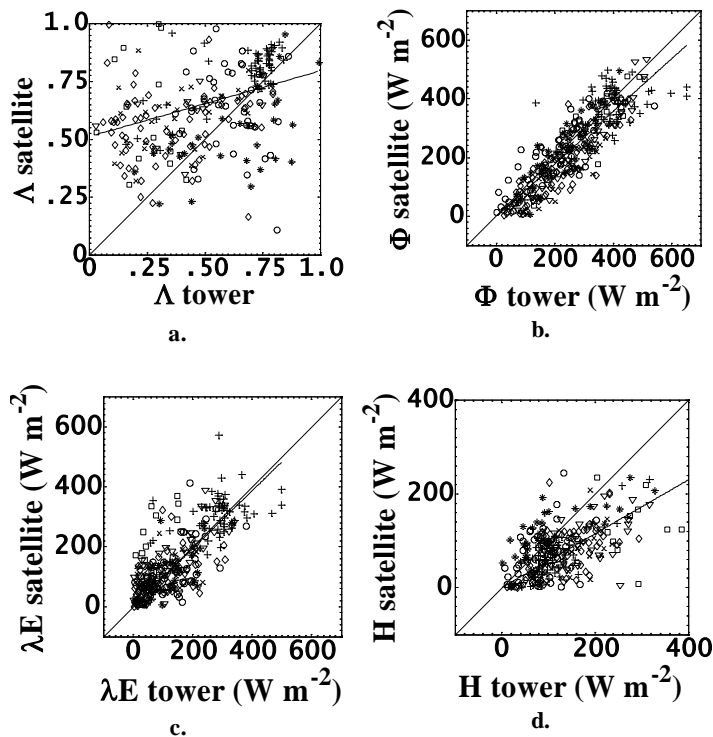 1.0
.75
.50
.25
0
0 .25 .50 .75 1.0
Λ satellite
Λ tower
a.
600
400
200
0
0 200 400 600
Φ satellite (W m⁻²)
Φ tower (W m⁻²)
b.
600
400
200
0
0 200 400 600
λE satellite (W m⁻²)
λE tower (W m⁻²)
c.
400
200
0
0 200 400
H satellite (W m⁻²)
H tower (W m⁻²)
d.